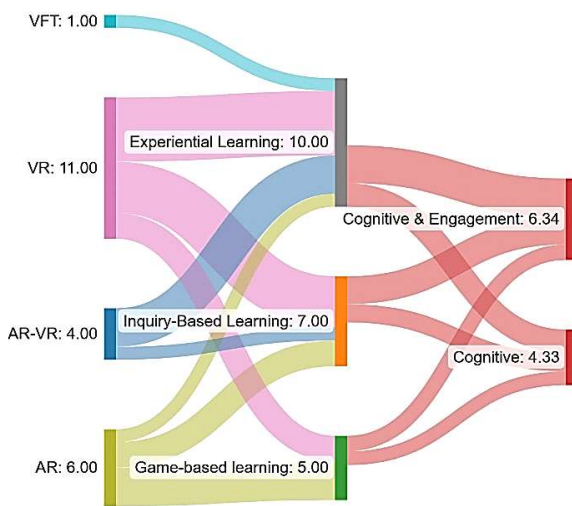 VFT: 1.00
VR: 11.00
AR-VR: 4.00
AR: 6.00
Experiential Learning: 10.00
Inquiry-Based Learning: 7.00
Game-based learning: 5.00
Cognitive & Engagement: 6.34
Cognitive: 4.33